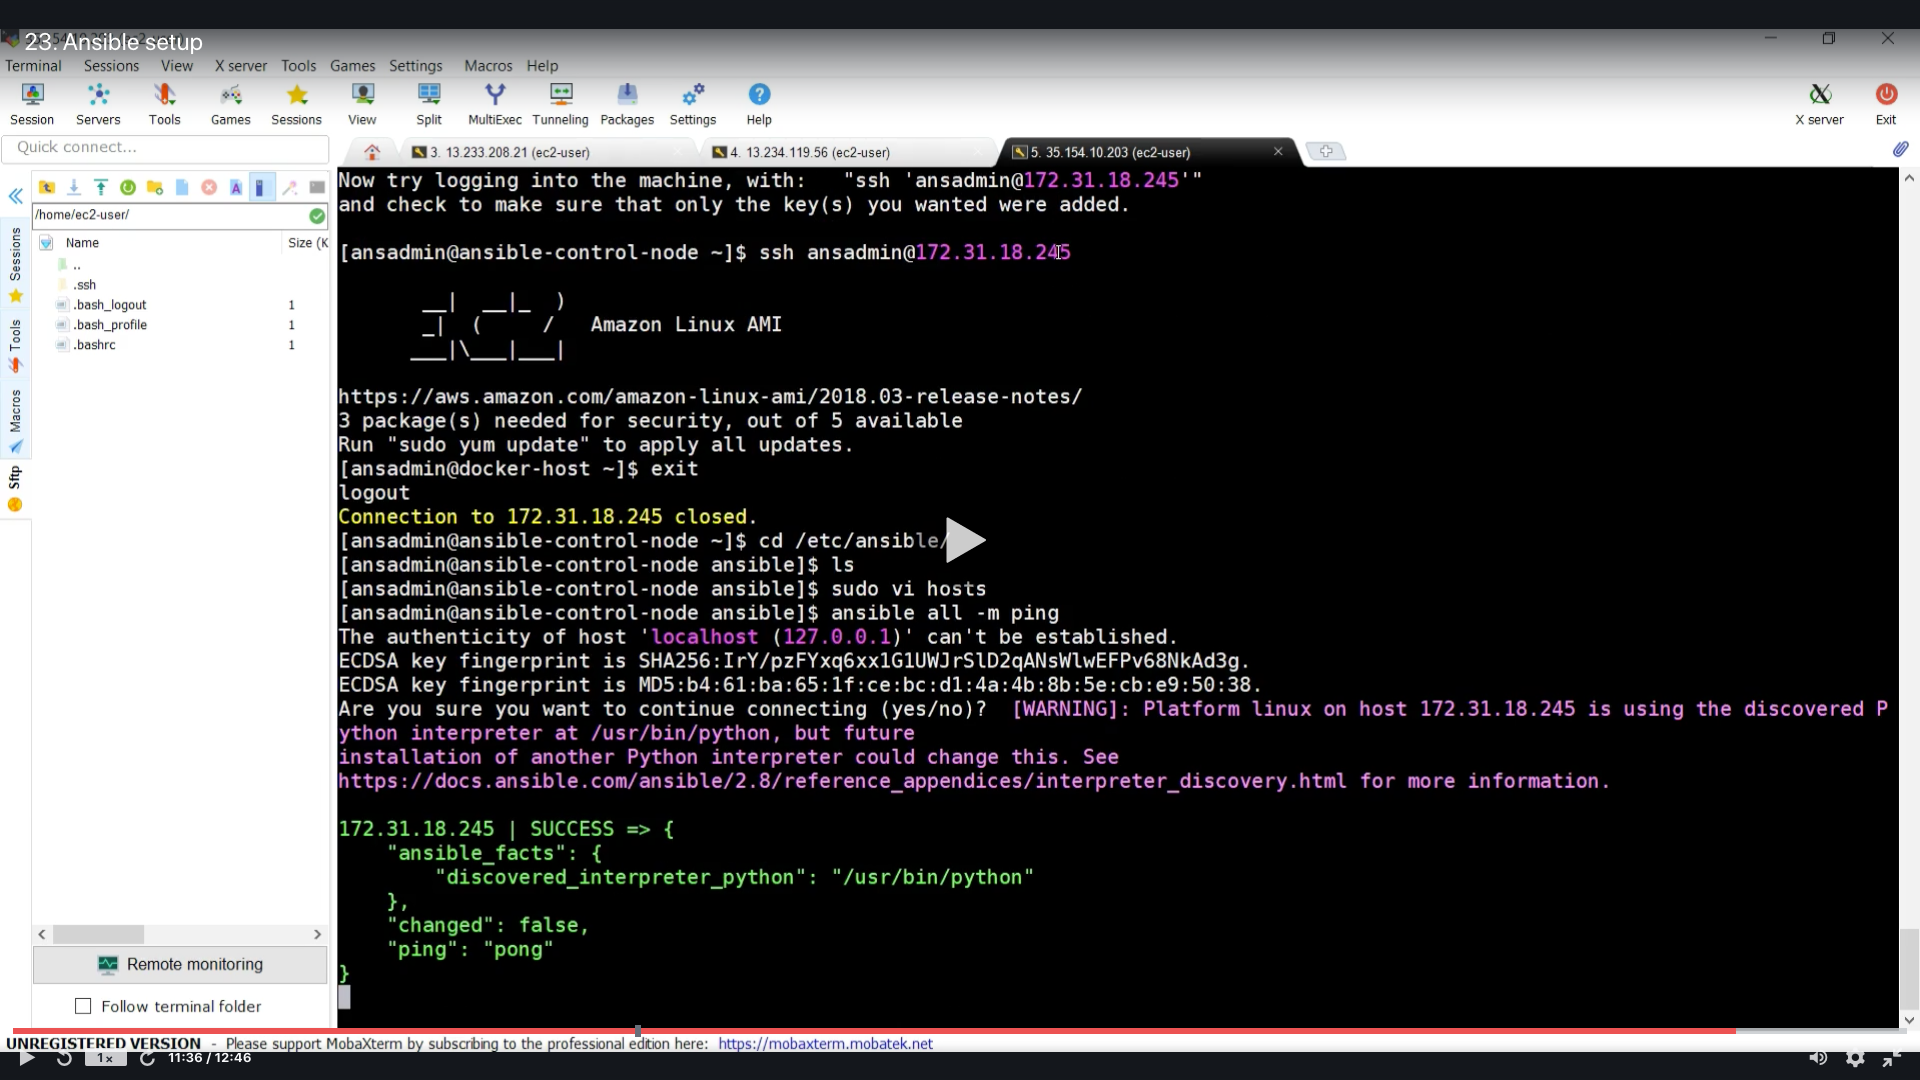 23. Ansible setup
Terminal Sessions View X server Tools Games Settings Macros Help
Session Servers Tools Games Sessions View Split MultiExec Tunneling Packages Settings Help X server Exit
Quick connect...
3. 13.233.208.21 (ec2-user) 4. 13.234.119.56 (ec2-user) 5. 35.154.10.203 (ec2-user)
/home/ec2-user/
Name Size (K
..
.ssh
.bash_logout 1
.bash_profile 1
.bashrc 1
Sessions
Tools
Macros
Sftp
Remote monitoring
Follow terminal folder
Now try logging into the machine, with: "ssh 'ansadmin@172.31.18.245'"
and check to make sure that only the key(s) you wanted were added.
[ansadmin@ansible-control-node ~]$ ssh ansadmin@172.31.18.245
__| __|_ )
_| ( / Amazon Linux AMI
___|\___|___|
https://aws.amazon.com/amazon-linux-ami/2018.03-release-notes/
3 package(s) needed for security, out of 5 available
Run "sudo yum update" to apply all updates.
[ansadmin@docker-host ~]$ exit
logout
Connection to 172.31.18.245 closed.
[ansadmin@ansible-control-node ~]$ cd /etc/ansible/
[ansadmin@ansible-control-node ansible]$ ls
[ansadmin@ansible-control-node ansible]$ sudo vi hosts
[ansadmin@ansible-control-node ansible]$ ansible all -m ping
The authenticity of host 'localhost (127.0.0.1)' can't be established.
ECDSA key fingerprint is SHA256:IrY/pzFYxq6xx1G1UWJrSlD2qANsWlwEFPv68NkAd3g.
ECDSA key fingerprint is MD5:b4:61:ba:65:1f:ce:bc:d1:4a:4b:8b:5e:cb:e9:50:38.
Are you sure you want to continue connecting (yes/no)? [WARNING]: Platform linux on host 172.31.18.245 is using the discovered P
ython interpreter at /usr/bin/python, but future
installation of another Python interpreter could change this. See
https://docs.ansible.com/ansible/2.8/reference_appendices/interpreter_discovery.html for more information.
172.31.18.245 | SUCCESS => {
"ansible_facts": {
"discovered_interpreter_python": "/usr/bin/python"
},
"changed": false,
"ping": "pong"
}
UNREGISTERED VERSION - Please support MobaXterm by subscribing to the professional edition here: https://mobaxterm.mobatek.net
1x 11:36 / 12:46